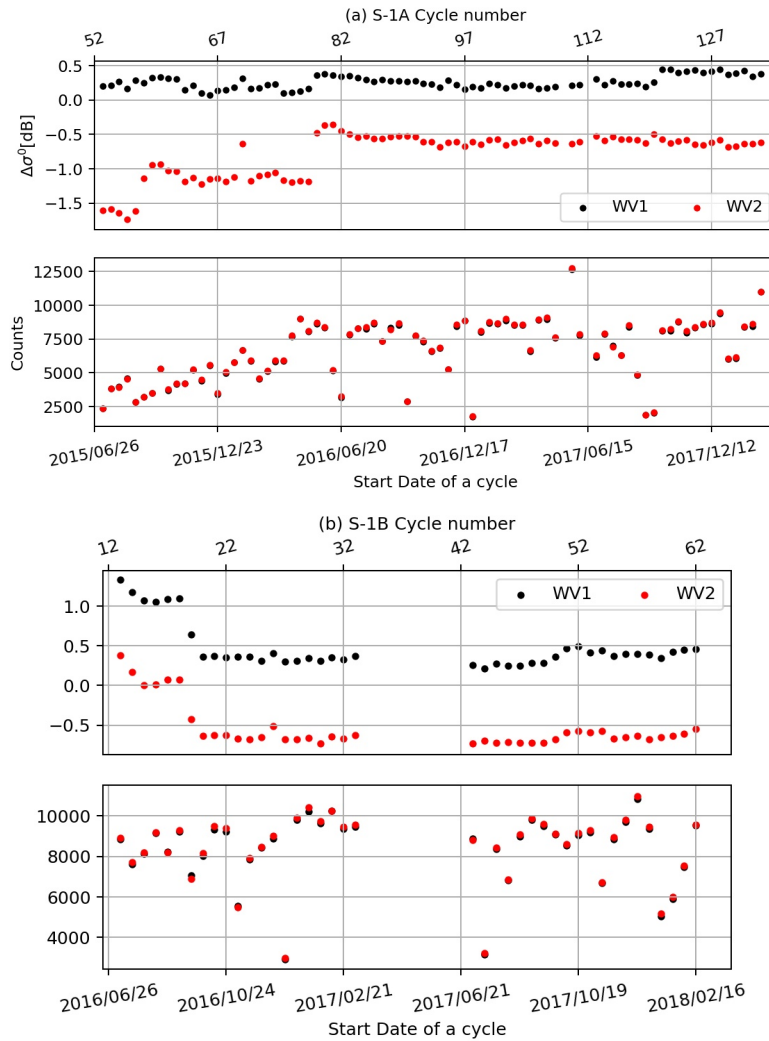 (a) S-1A Cycle number
52 67 82 97 112 127
0.5
0.0
−0.5
−1.0
−1.5
Δσ⁰[dB]
WV1 WV2
12500
10000
7500
5000
2500
Counts
2015/06/26 2015/12/23 2016/06/20 2016/12/17 2017/06/15 2017/12/12
Start Date of a cycle
(b) S-1B Cycle number
12 22 32 42 52 62
WV1 WV2
1.0
0.5
0.0
−0.5
10000
8000
6000
4000
2016/06/26 2016/10/24 2017/02/21 2017/06/21 2017/10/19 2018/02/16
Start Date of a cycle